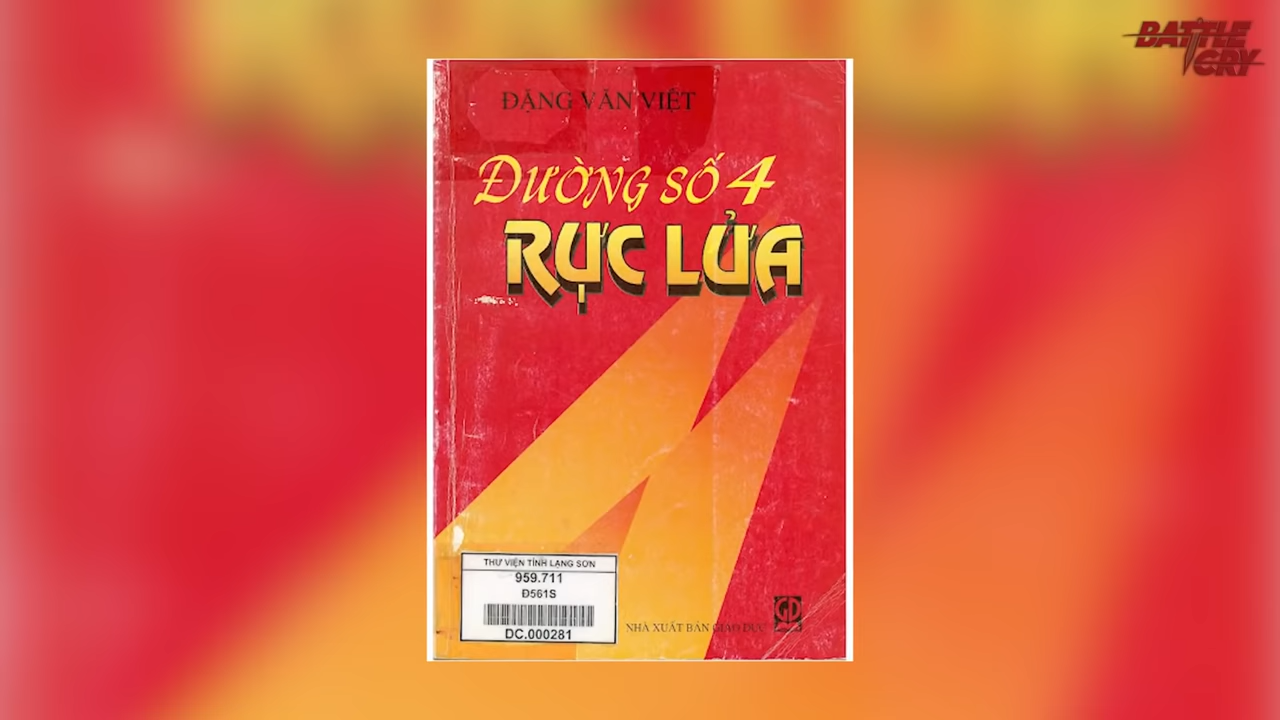 BATTLE
CRY
ĐẶNG VĂN VIỆT
ĐƯỜNG SỐ 4
RỰC LỬA
THƯ VIỆN TỈNH LẠNG SƠN
959.711
Đ561S
DC.000281
NHÀ XUẤT BẢN GIÁO DỤC
GD